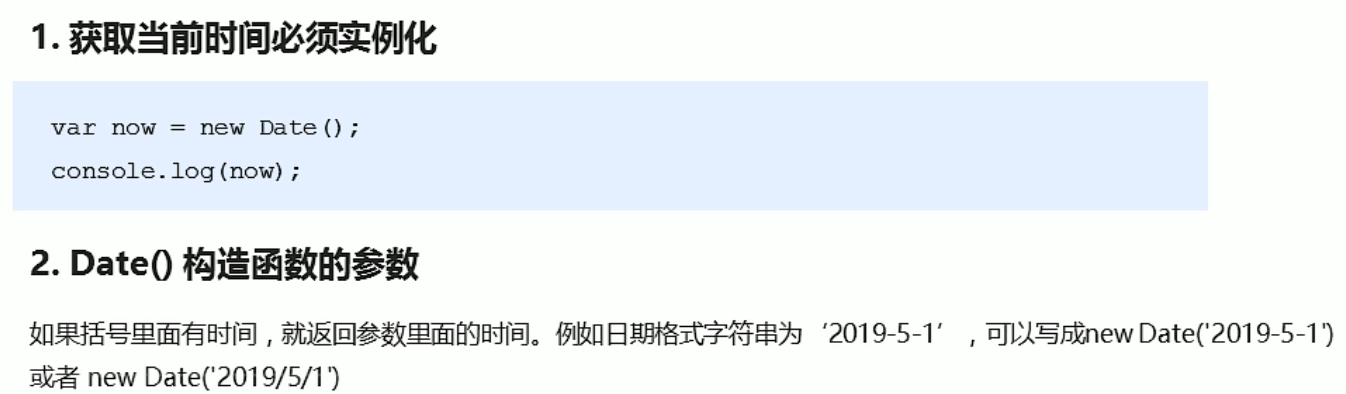 1. 获取当前时间必须实例化
var now = new Date();
console.log(now);
2. Date() 构造函数的参数
如果括号里面有时间，就返回参数里面的时间。例如日期格式字符串为‘2019-5-1’，可以写成new Date('2019-5-1')
或者 new Date('2019/5/1')